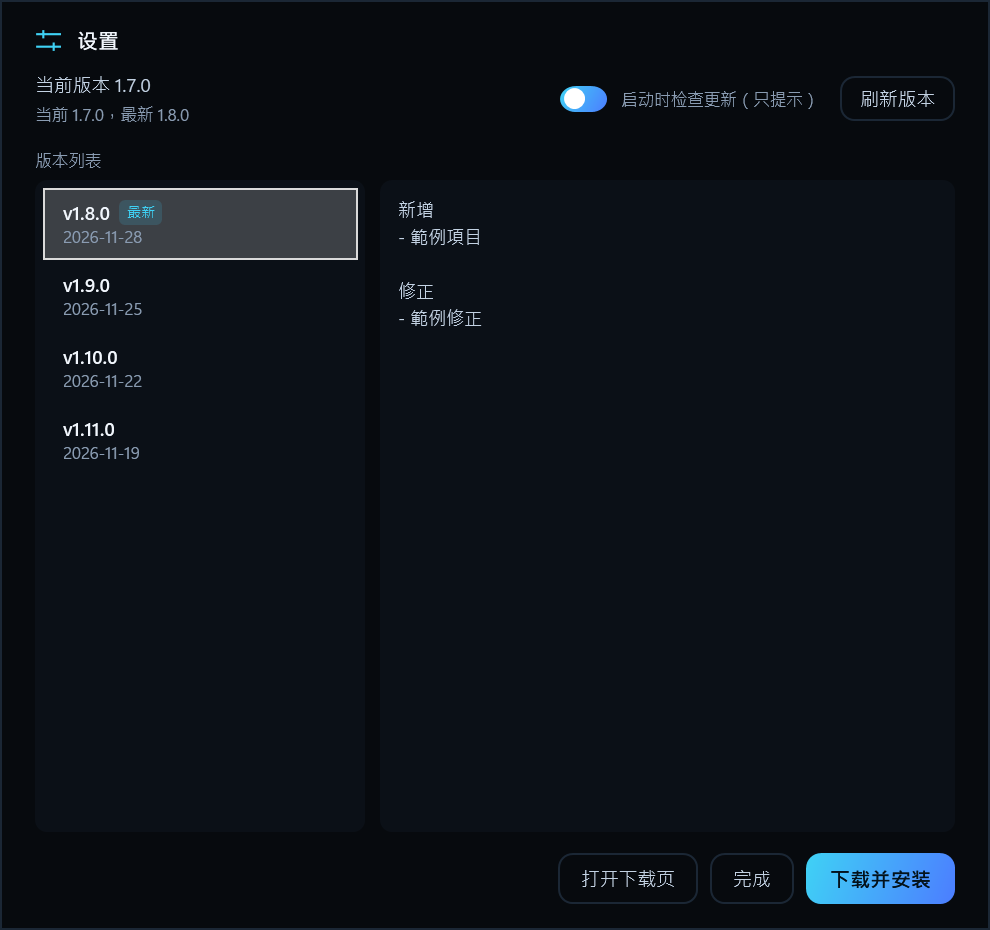 设置
当前版本 1.7.0
当前 1.7.0，最新 1.8.0
启动时检查更新（只提示）
刷新版本
版本列表
v1.8.0 最新
2026-11-28
v1.9.0
2026-11-25
v1.10.0
2026-11-22
v1.11.0
2026-11-19
新增
- 範例項目
修正
- 範例修正
打开下载页
完成
下载并安装